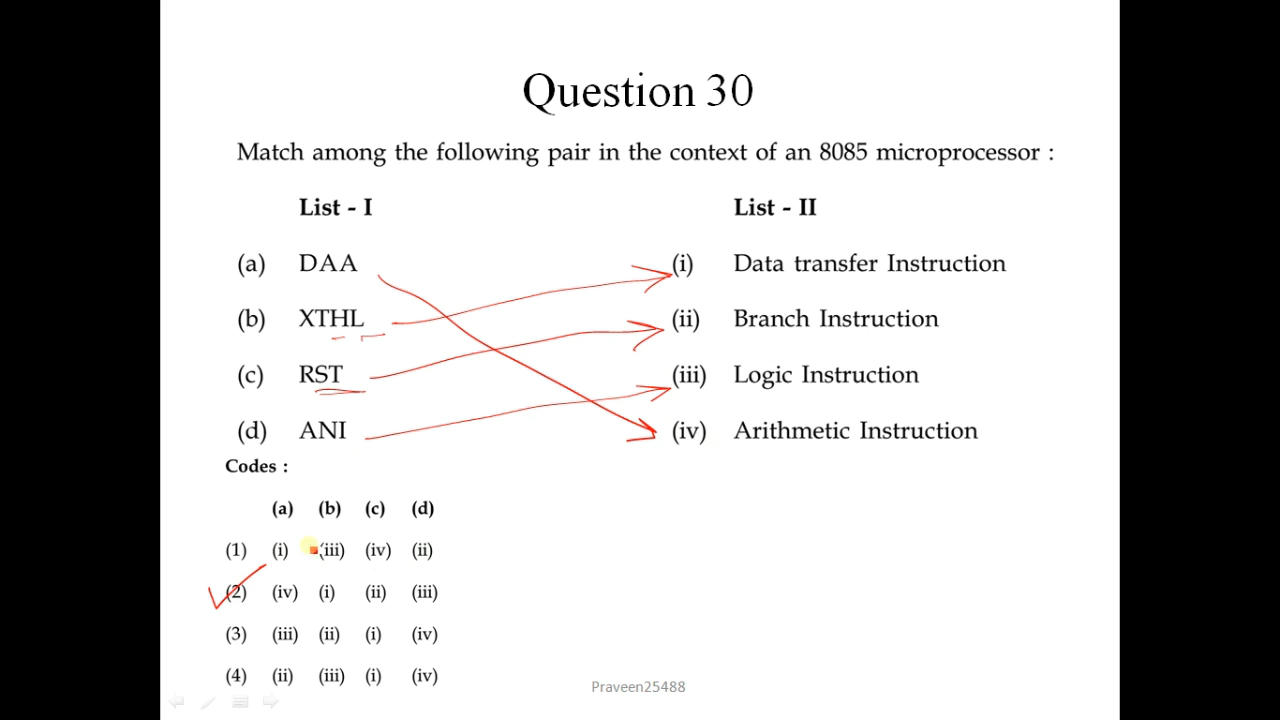 Question 30
Match among the following pair in the context of an 8085 microprocessor :
List - I List - II
(a) DAA (i) Data transfer Instruction
(b) XTHL (ii) Branch Instruction
(c) RST (iii) Logic Instruction
(d) ANI (iv) Arithmetic Instruction
Codes :
(a) (b) (c) (d)
(1) (i) (iii) (iv) (ii)
(2) (iv) (i) (ii) (iii)
(3) (iii) (ii) (i) (iv)
(4) (ii) (iii) (i) (iv)
Praveen25488